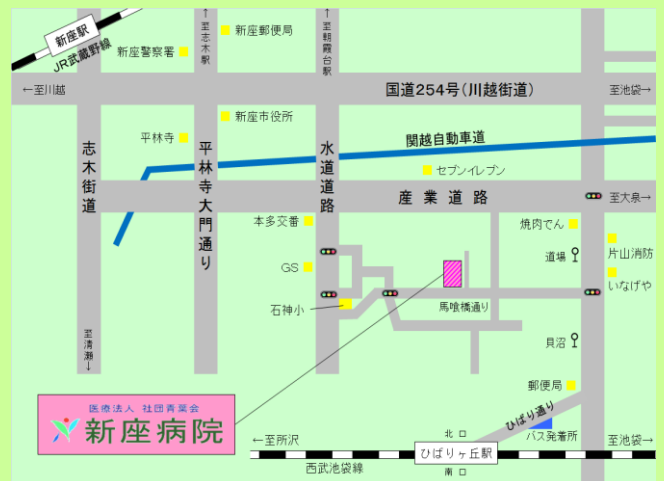 新座駅
JR武蔵野線
新座警察署
←至志木駅
新座郵便局
←至朝霞台駅
←至川越
国道254号(川越街道)
至池袋→
新座市役所
平林寺
関越自動車道
セブンイレブン
志木街道
平林寺大門通り
水道道路
産業道路
至大泉→
本多交番
焼肉でん
片山消防
道場
GS
いなげや
石神小
馬喰橋通り
至清瀬→
貝沼
郵便局
医療法人 社団青葉会
新座病院
ひばり通り
バス発着所
北口
←至所沢
ひばりヶ丘駅
至池袋→
西武池袋線
南口